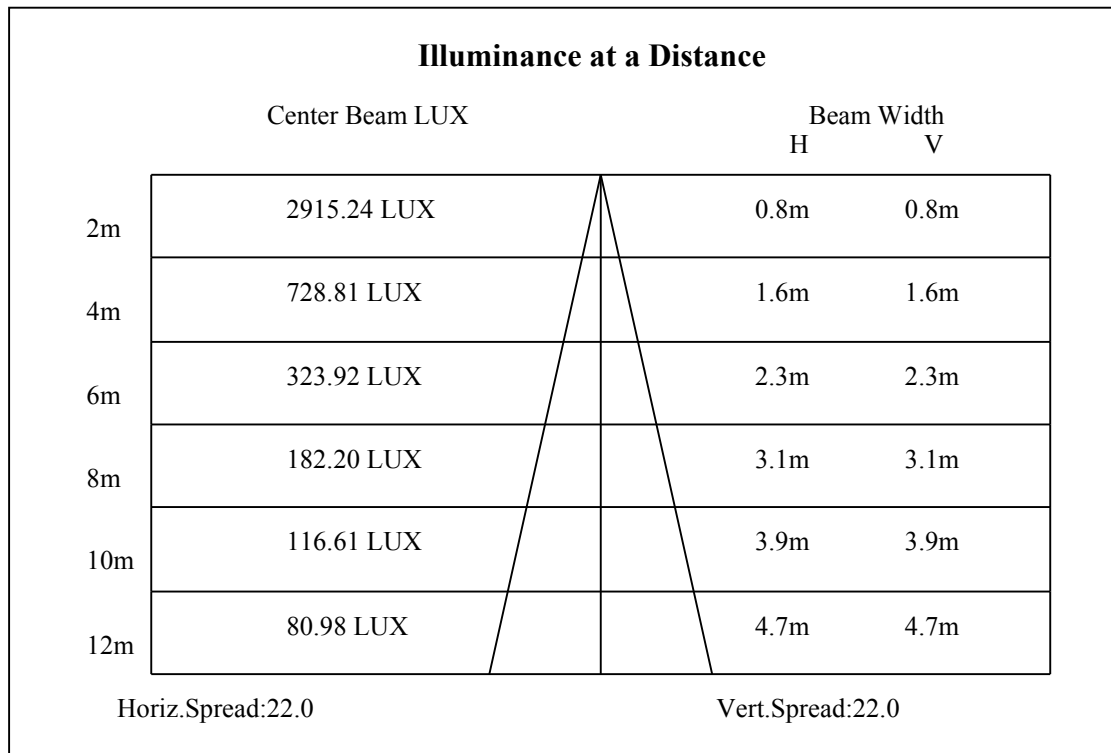 Illuminance at a Distance
Center Beam LUX Beam Width
H V
2m 2915.24 LUX 0.8m 0.8m
4m 728.81 LUX 1.6m 1.6m
6m 323.92 LUX 2.3m 2.3m
8m 182.20 LUX 3.1m 3.1m
10m 116.61 LUX 3.9m 3.9m
12m 80.98 LUX 4.7m 4.7m
Horiz.Spread:22.0 Vert.Spread:22.0